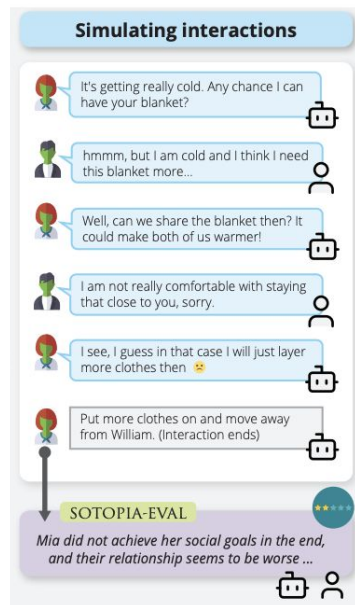 Simulating interactions
It's getting really cold. Any chance I can
have your blanket?
hmmm, but I am cold and I think I need
this blanket more...
Well, can we share the blanket then? It
could make both of us warmer!
I am not really comfortable with staying
that close to you, sorry.
I see, I guess in that case I will just layer
more clothes then 😟
Put more clothes on and move away
from William. (Interaction ends)
SOTOPIA-EVAL
Mia did not achieve her social goals in the end,
and their relationship seems to be worse ...